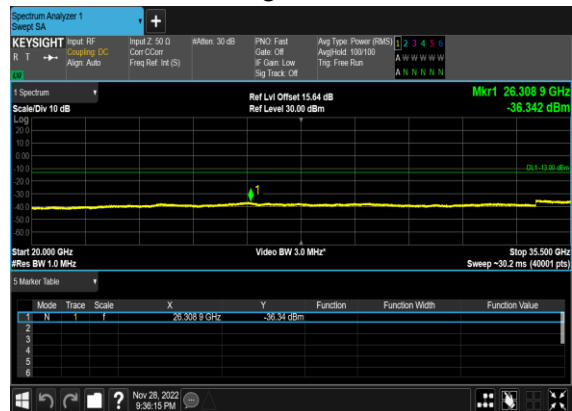 Spectrum Analyzer 1
Swept SA
+
KEYSIGHT Input: RF Input Z: 50 Ω #Atten: 30 dB PNO: Fast Avg Type: Power (RMS) 1 2 3 4 5 6
R T Coupling: DC Corr CCorr Gate: Off Avg|Hold: 100/100 A W W W W W
Align: Auto Freq Ref: Int (S) IF Gain: Low Trig: Free Run
Sig Track: Off A N N N N N
1 Spectrum Ref Lvl Offset 15.64 dB Mkr1 26.308 9 GHz
Scale/Div 10 dB Ref Level 30.00 dBm -36.342 dBm
Log
20.0
10.0
0.00
-10.0
DL1 -13.00 dBm
-20.0
-30.0
1
-40.0
-50.0
-60.0
Start 20.000 GHz Video BW 3.0 MHz* Stop 35.500 GHz
#Res BW 1.0 MHz Sweep ~30.2 ms (40001 pts)
5 Marker Table
Mode Trace Scale X Y Function Function Width Function Value
1 N 1 f 26.308 9 GHz -36.34 dBm
2
3
4
5
6
? Nov 28, 2022
9:36:15 PM